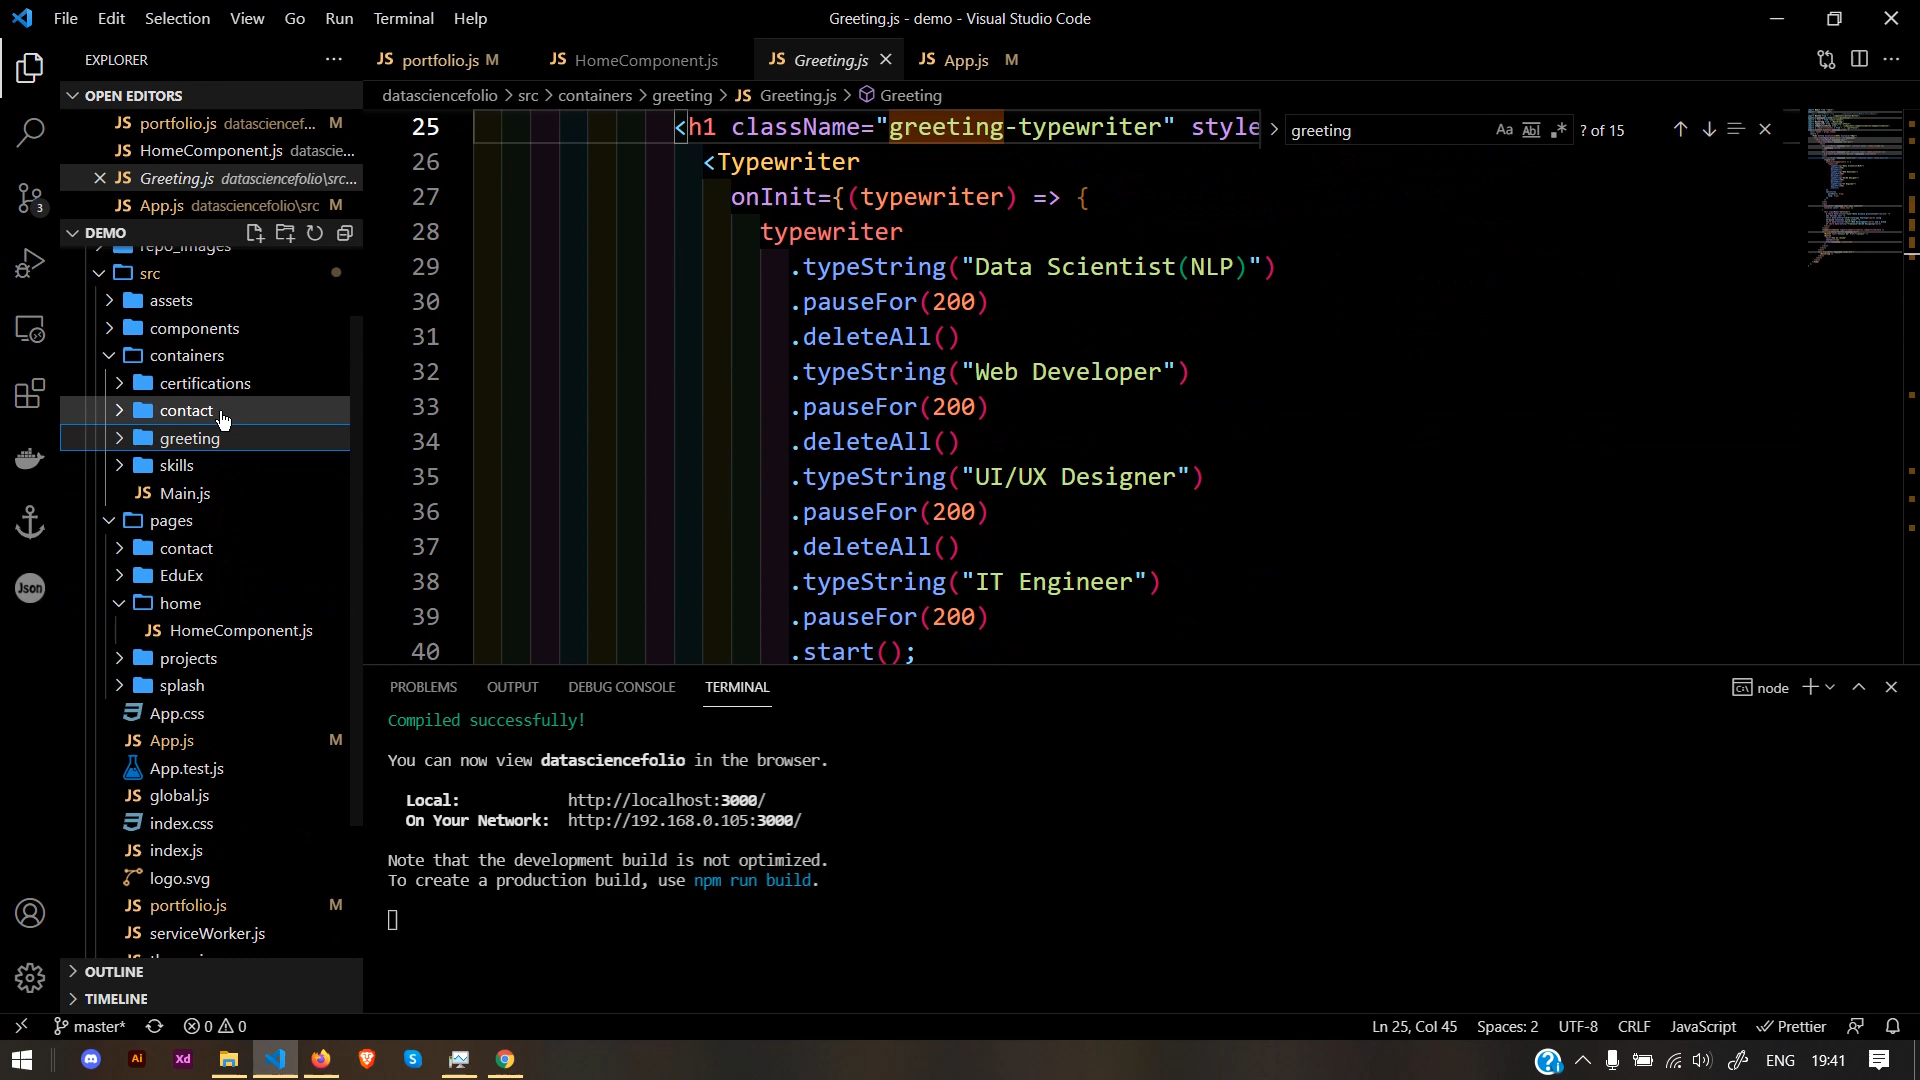 File Edit Selection View Go Run Terminal Help
Greeting.js - demo - Visual Studio Code
EXPLORER
OPEN EDITORS
JS portfolio.js datasciencef... M
JS HomeComponent.js datascie...
JS Greeting.js datasciencefolio\src...
JS App.js datasciencefolio\src M
DEMO
repo_images
src
assets
components
containers
certifications
contact
greeting
skills
JS Main.js
pages
contact
EduEx
home
JS HomeComponent.js
projects
splash
App.css
JS App.js M
App.test.js
JS global.js
index.css
JS index.js
logo.svg
JS portfolio.js M
JS serviceWorker.js
OUTLINE
TIMELINE
3
Json
JS portfolio.js M
JS HomeComponent.js
JS Greeting.js
JS App.js M
datasciencefolio > src > containers > greeting > JS Greeting.js > Greeting
greeting Aa Abl .* ? of 15
25 <h1 className="greeting-typewriter" style
26 <Typewriter
27 onInit={(typewriter) => {
28 typewriter
29 .typeString("Data Scientist(NLP)")
30 .pauseFor(200)
31 .deleteAll()
32 .typeString("Web Developer")
33 .pauseFor(200)
34 .deleteAll()
35 .typeString("UI/UX Designer")
36 .pauseFor(200)
37 .deleteAll()
38 .typeString("IT Engineer")
39 .pauseFor(200)
40 .start();
PROBLEMS OUTPUT DEBUG CONSOLE TERMINAL
node
Compiled successfully!
You can now view datasciencefolio in the browser.
Local: http://localhost:3000/
On Your Network: http://192.168.0.105:3000/
Note that the development build is not optimized.
To create a production build, use npm run build.
master* 0 0
Ln 25, Col 45 Spaces: 2 UTF-8 CRLF JavaScript Prettier
Ai Xd S
ENG 19:41